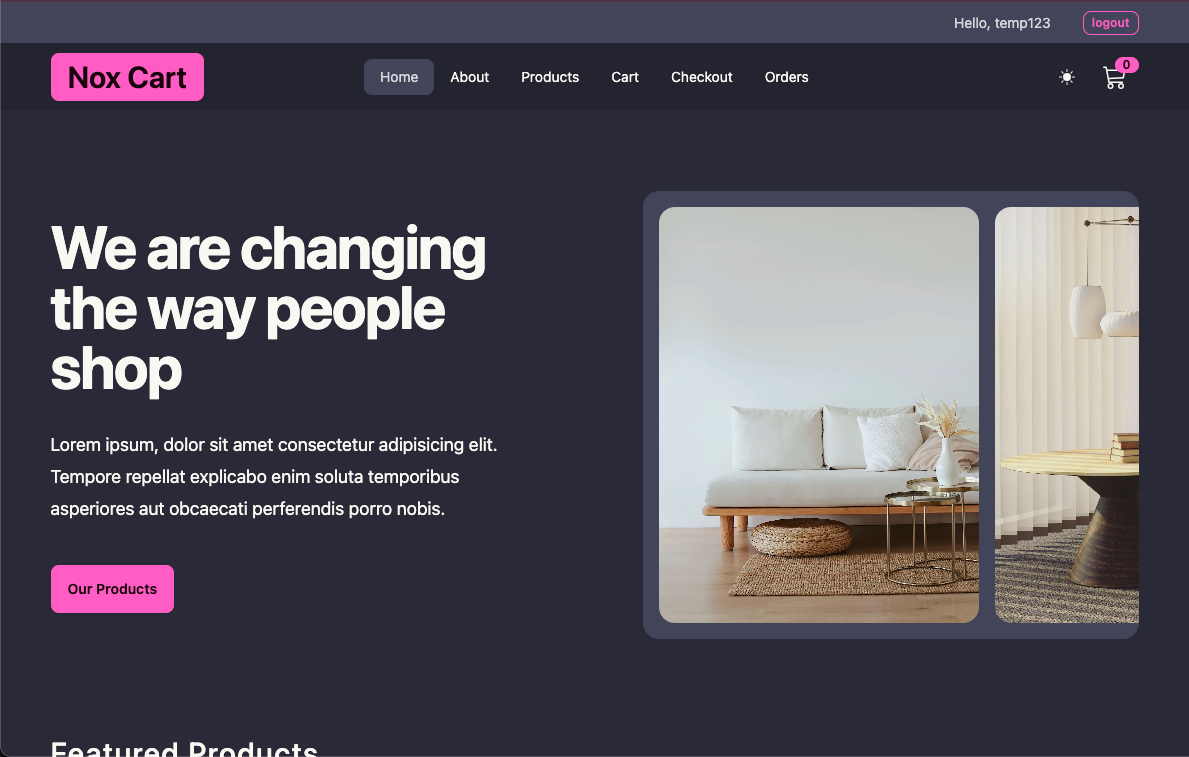 Hello, temp123 logout
Nox Cart Home About Products Cart Checkout Orders 0
We are changing
the way people
shop
Lorem ipsum, dolor sit amet consectetur adipisicing elit.
Tempore repellat explicabo enim soluta temporibus
asperiores aut obcaecati perferendis porro nobis.
Our Products
Featured Products